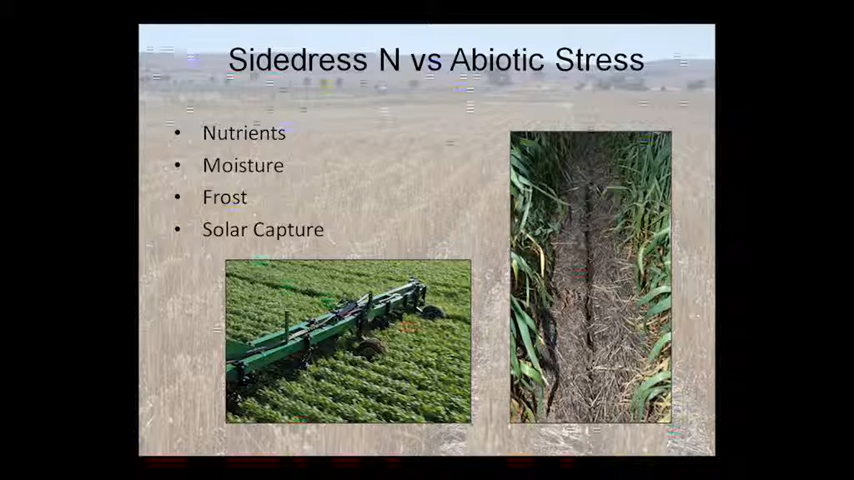 Sidedress N vs Abiotic Stress
• Nutrients
• Moisture
• Frost
• Solar Capture